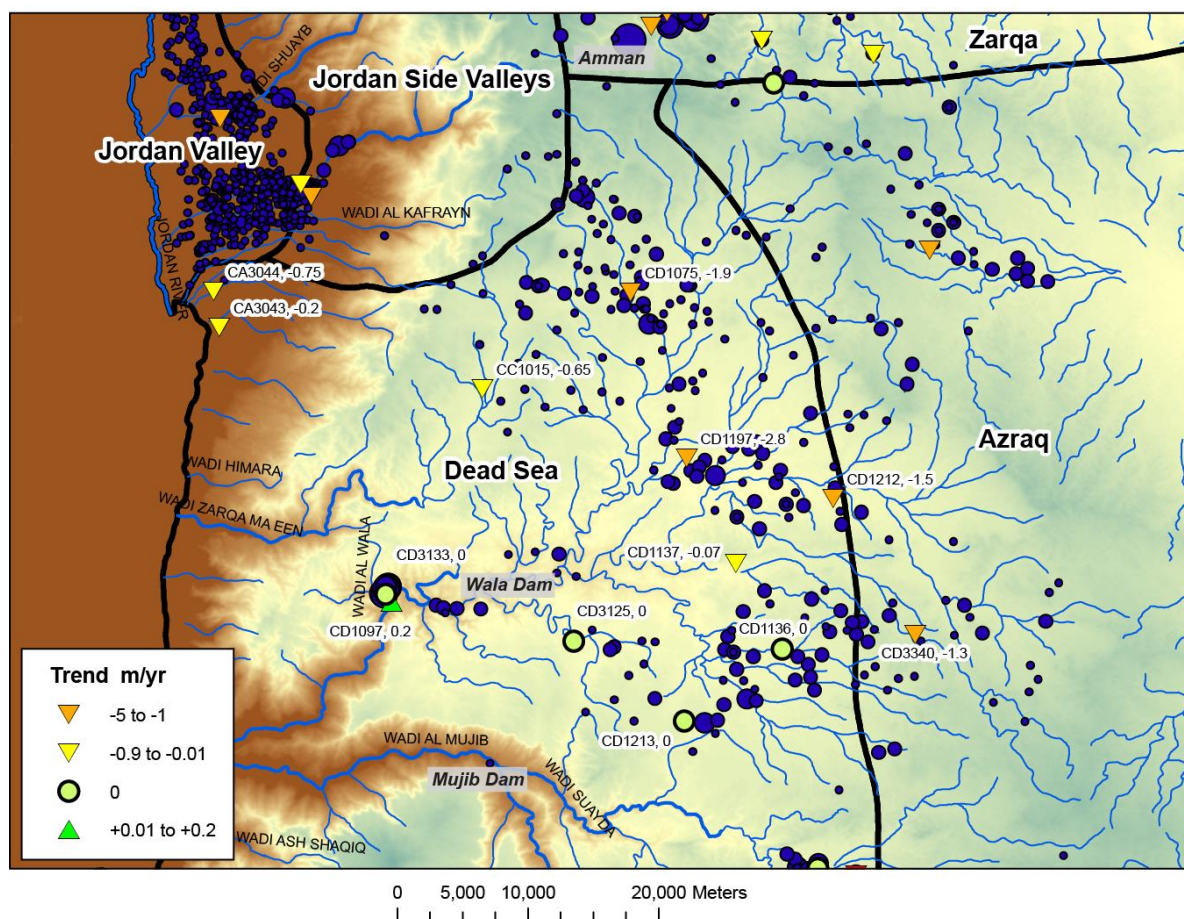 Zarqa
Amman
Jordan Side Valleys
WADI SHUAYB
Jordan Valley
WADI AL KAFRAYN
JORDAN RIVER
CA3044, -0.75
CD1075, -1.9
CA3043, -0.2
CC1015, -0.65
CD1197, -2.8
Azraq
WADI HIMARA
Dead Sea
CD1212, -1.5
WADI ZARQA MA EEN
CD3133, 0
CD1137, -0.07
WADI AL WALA
Wala Dam
CD3125, 0
CD1097, 0.2
CD1136, 0
CD3340, -1.3
CD1213, 0
WADI AL MUJIB
Mujib Dam
WADI SUAYDA
WADI ASH SHAQIQ
Trend m/yr
-5 to -1
-0.9 to -0.01
0
+0.01 to +0.2
0 5,000 10,000 20,000 Meters